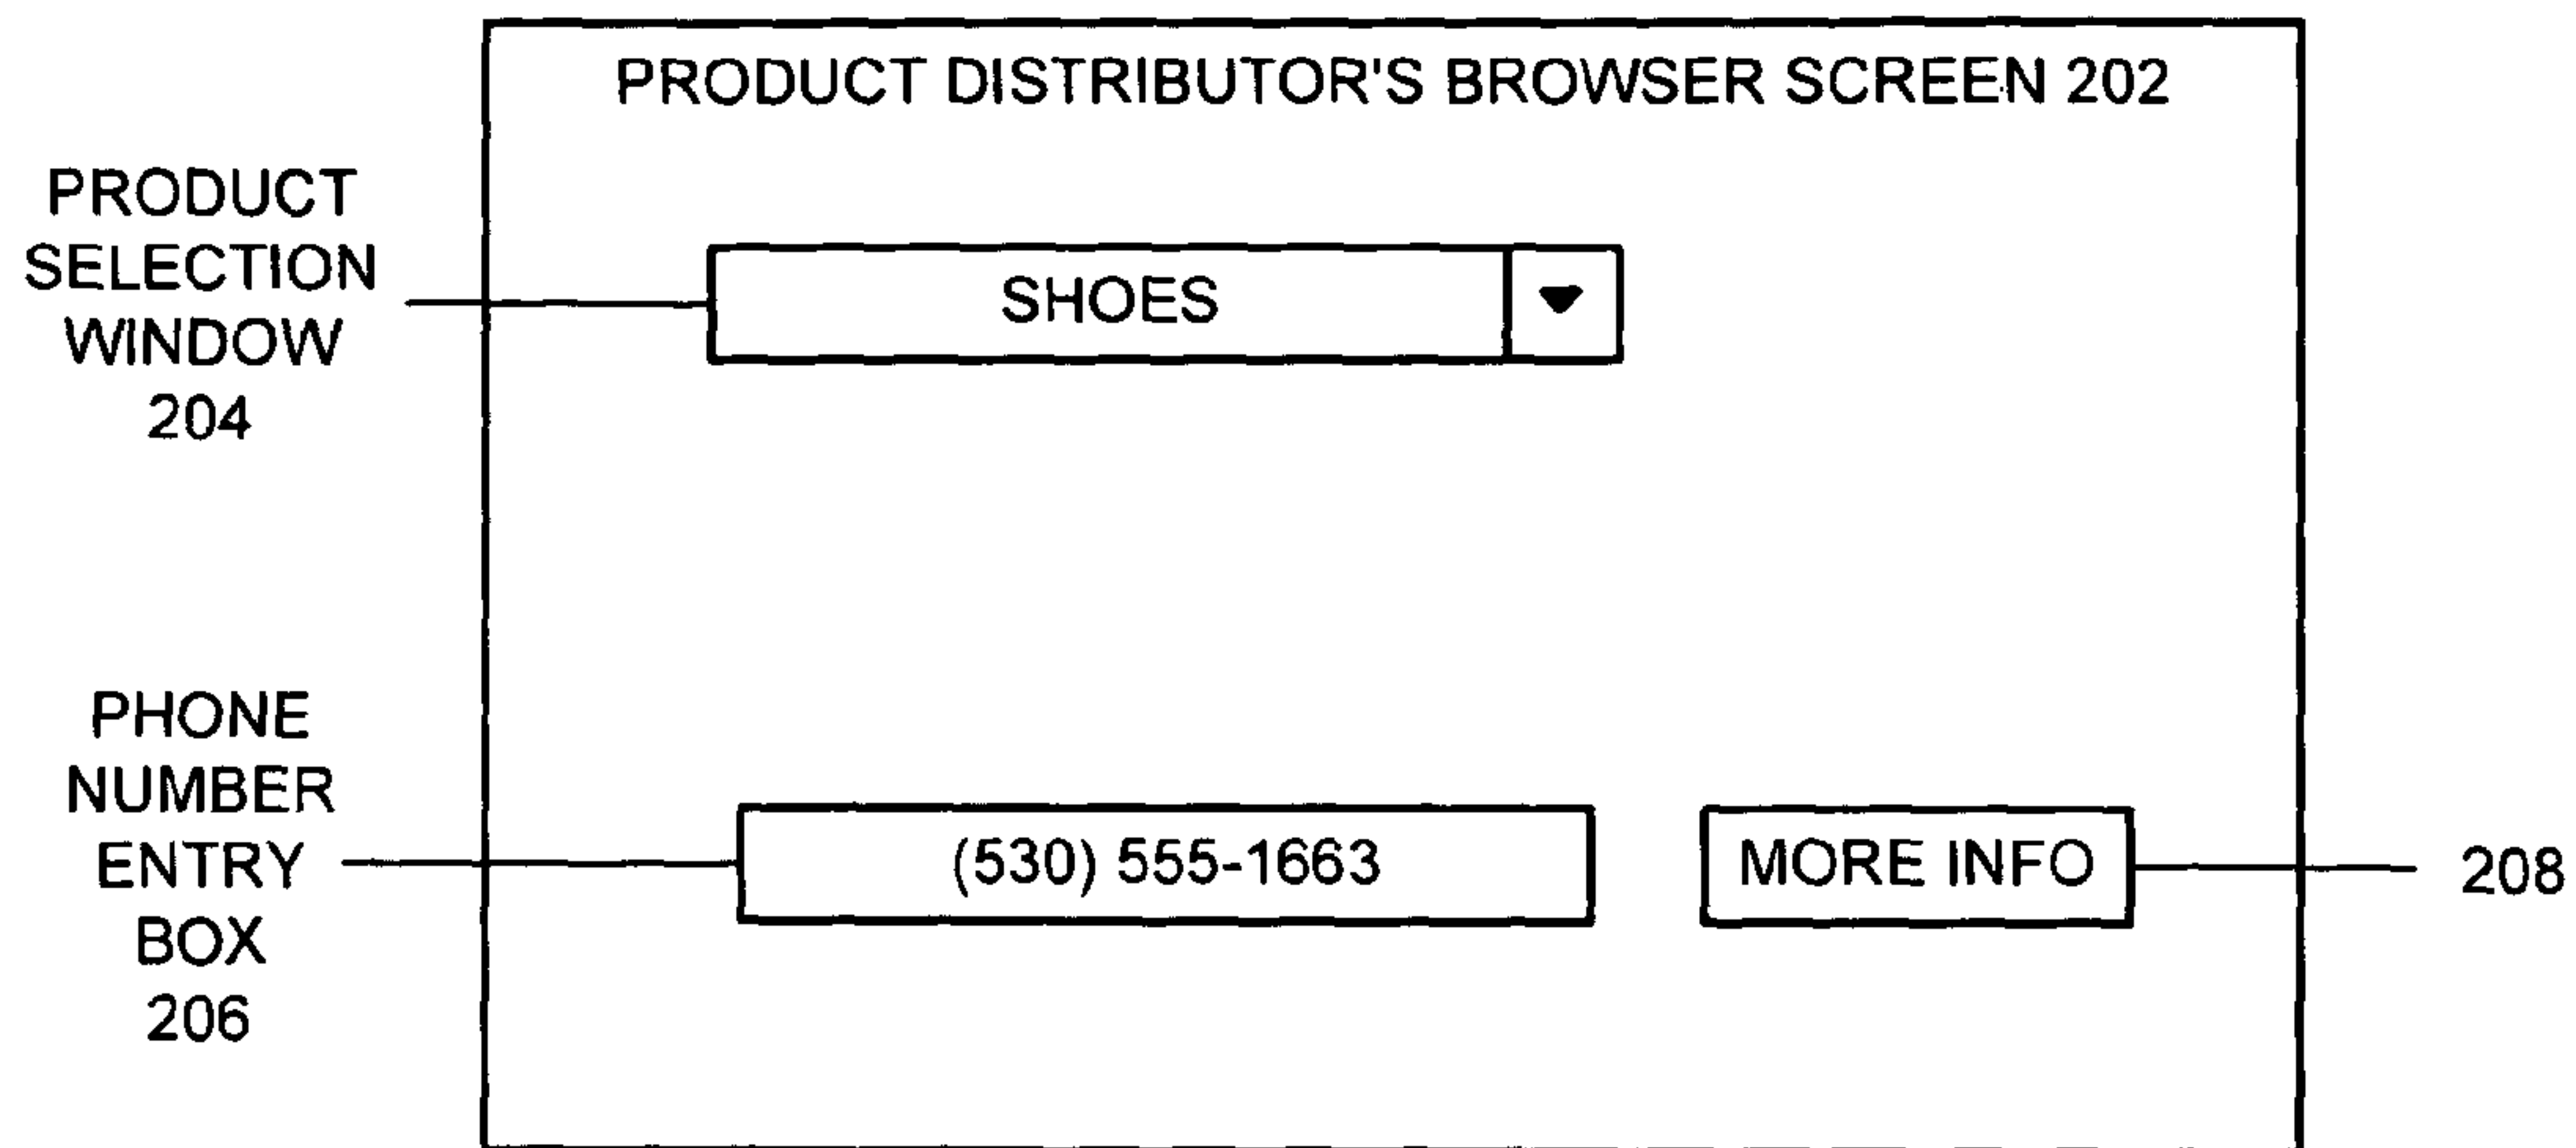 PRODUCT DISTRIBUTOR'S BROWSER SCREEN 202
PRODUCT
SELECTION
WINDOW
204
SHOES
PHONE
NUMBER
ENTRY
BOX
206
(530) 555-1663
MORE INFO
208